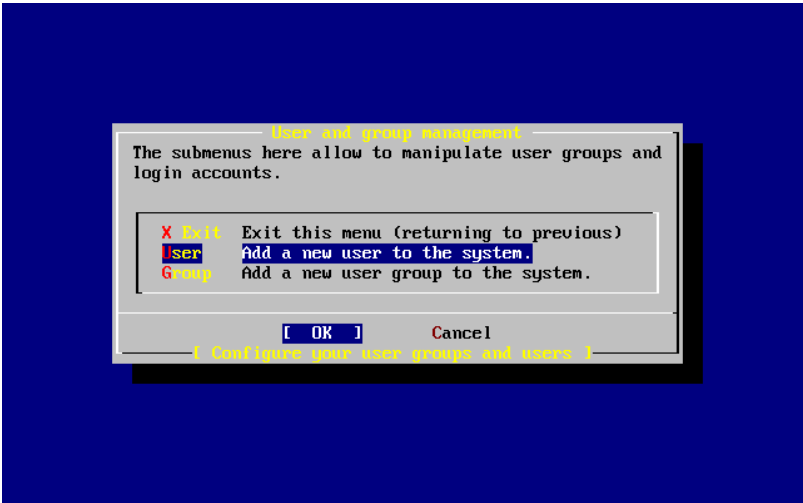 User and group management
The submenus here allow to manipulate user groups and
login accounts.
X Exit Exit this menu (returning to previous)
User Add a new user to the system.
Group Add a new user group to the system.
[ OK ] Cancel
[ Configure your user groups and users ]